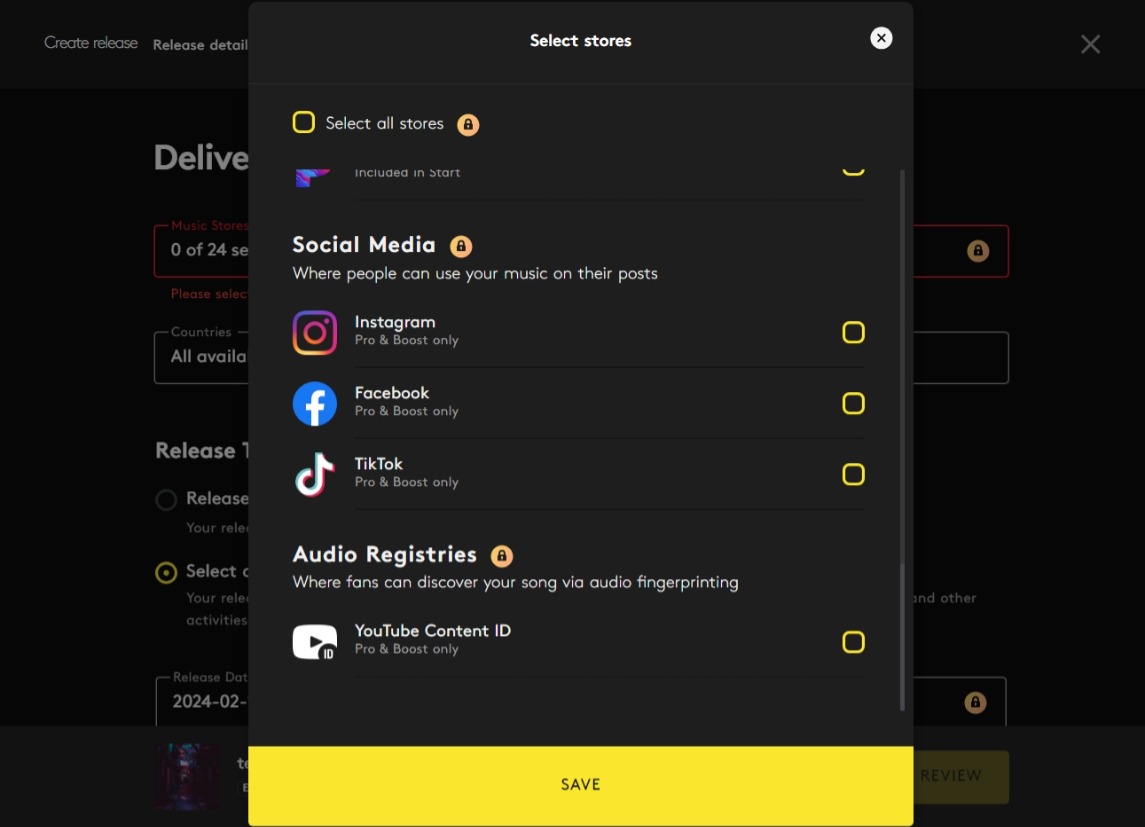 Create release
Release detail
Select stores
Select all stores
Included in Start
Social Media
Where people can use your music on their posts
Instagram
Pro & Boost only
Facebook
Pro & Boost only
TikTok
Pro & Boost only
Audio Registries
Where fans can discover your song via audio fingerprinting
YouTube Content ID
ID
Pro & Boost only
SAVE
Delive
Music Stores
0 of 24 se
Please selec
Countries
All availa
Release T
Release
Your rele
Select
Your rele
and other
activities
Release Dat
2024-02-
te
REVIEW